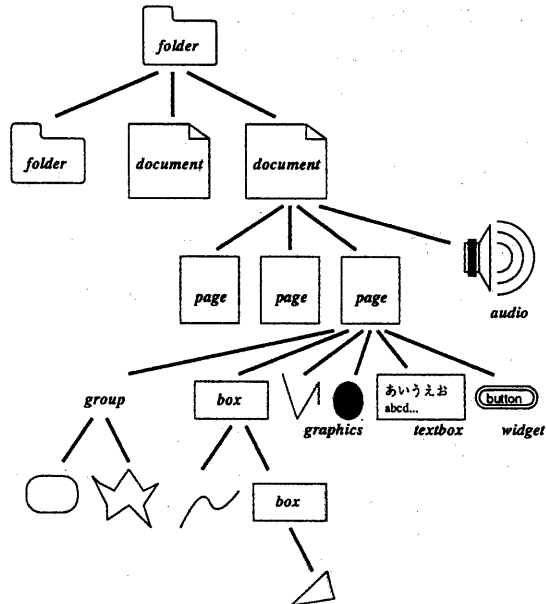 folder
folder
document
document
page
page
page
audio
group
box
graphics
あいうえお
abcd...
textbox
button
widget
box